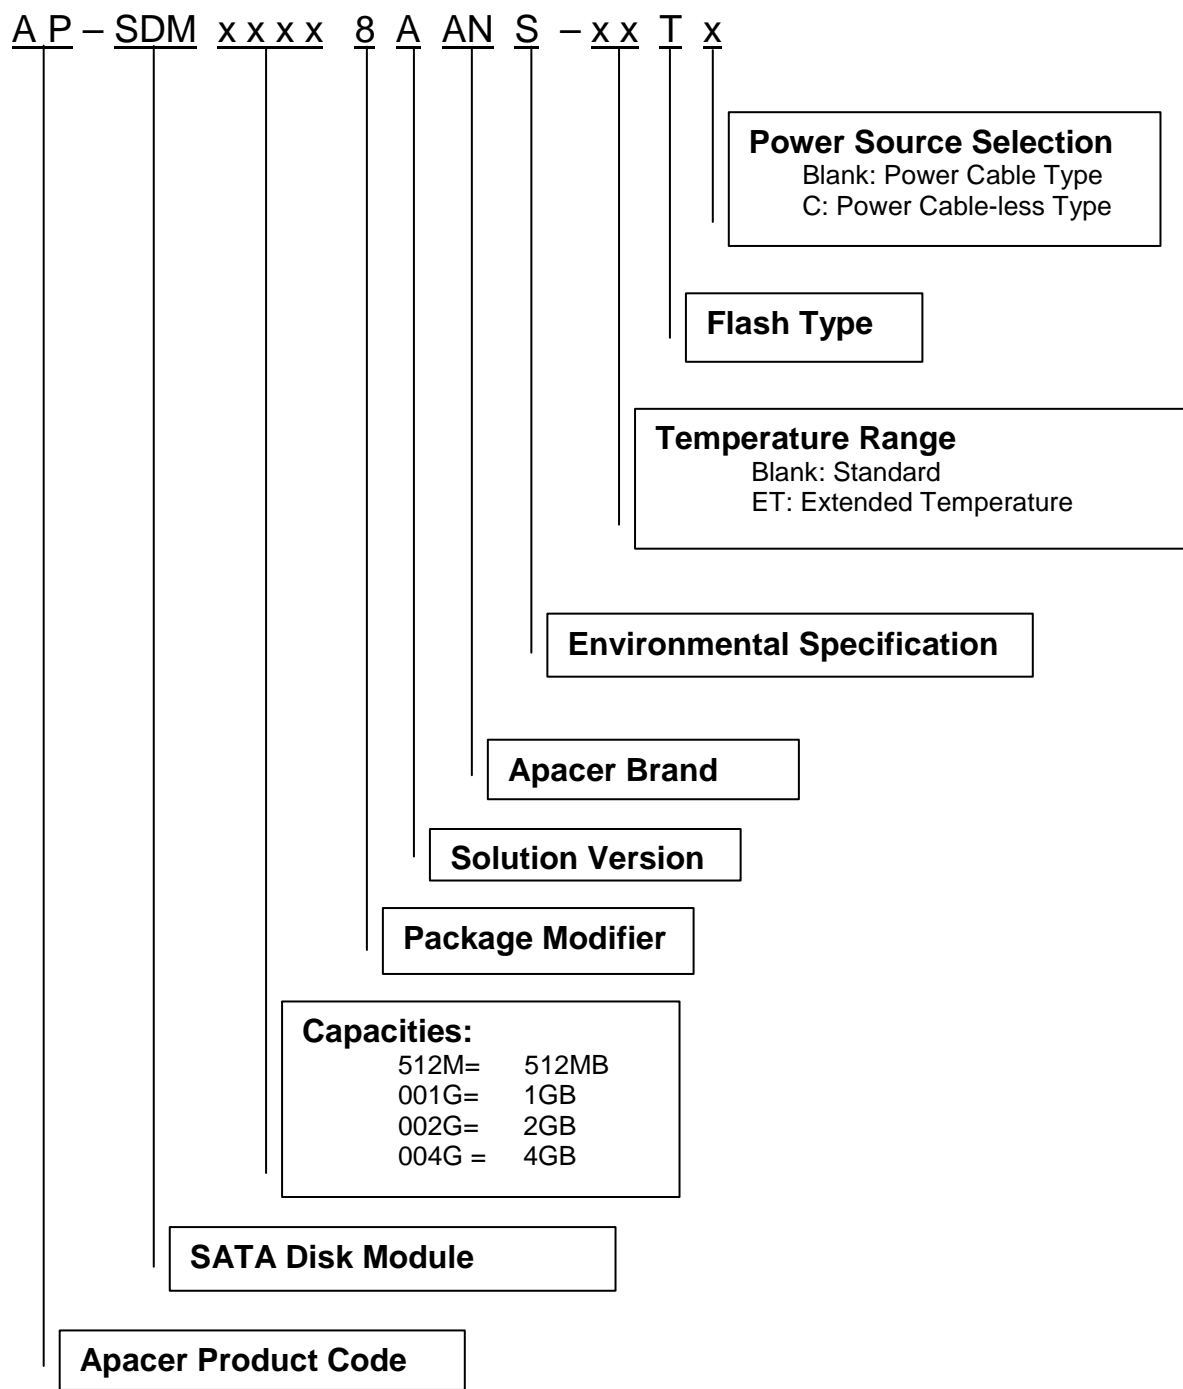 A P – SDM x x x x 8 A AN S – x x T x
Power Source Selection
Blank: Power Cable Type
C: Power Cable-less Type
Flash Type
Temperature Range
Blank: Standard
ET: Extended Temperature
Environmental Specification
Apacer Brand
Solution Version
Package Modifier
Capacities:
512M= 512MB
001G= 1GB
002G= 2GB
004G = 4GB
SATA Disk Module
Apacer Product Code